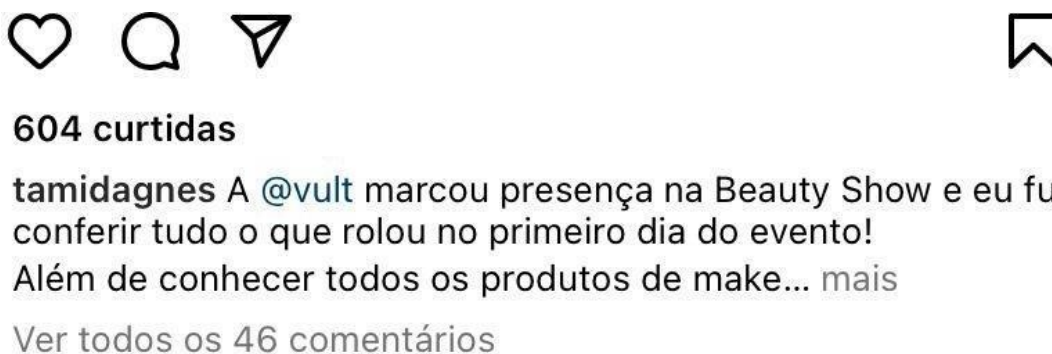 604 curtidas
tamidagnes A @vult marcou presença na Beauty Show e eu fu
conferir tudo o que rolou no primeiro dia do evento!
Além de conhecer todos os produtos de make... mais
Ver todos os 46 comentários